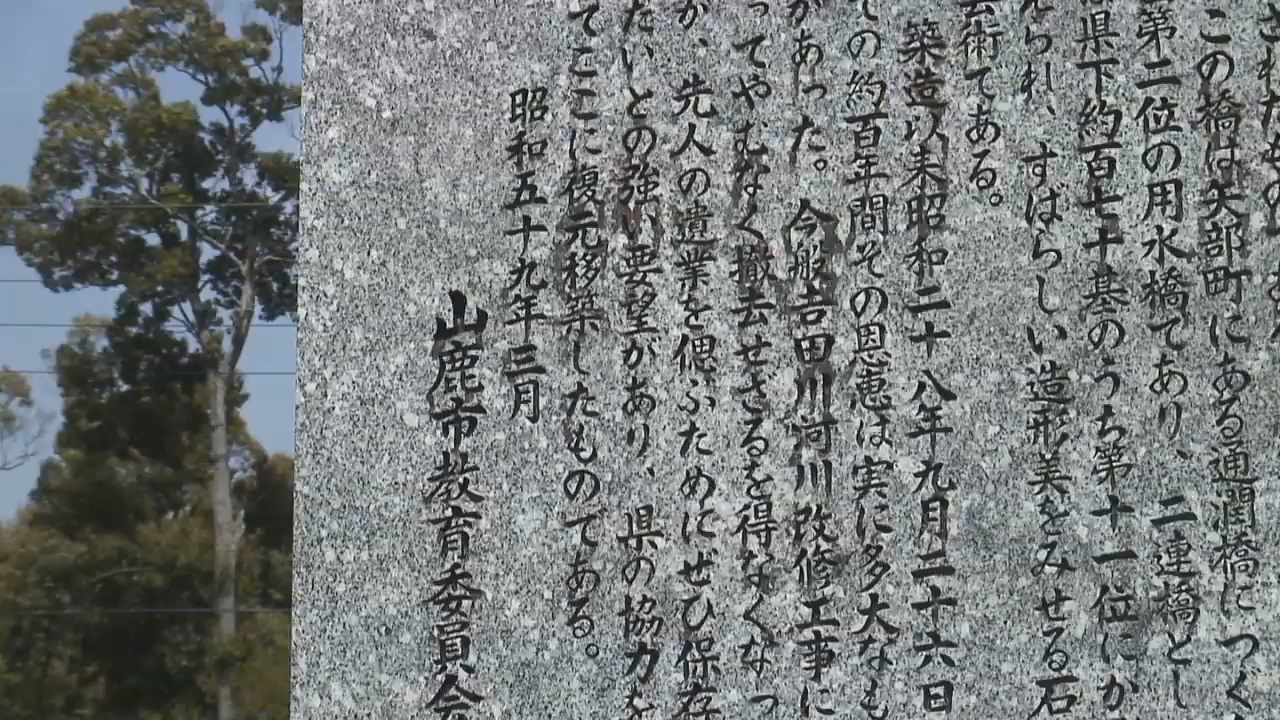 この橋は矢部町にある通潤橋につぐ
第二位の用水橋であり、二連橋とし
県下約百七十基のうち第十一位にか
られ、すばらしい造形美をみせる石
芸術である。
築造以来昭和二十八年九月二十六日
ての約百年間その恩恵は実に多大なも
があった。今般吉田川河川改修工事に
ってやむなく撤去せざるを得なくなっ
か、先人の遺業を偲ぶためにぜひ保存
たいとの強い要望があり、県の協力を
てここに復元移築したものである。
昭和五十九年三月
山鹿市教育委員会